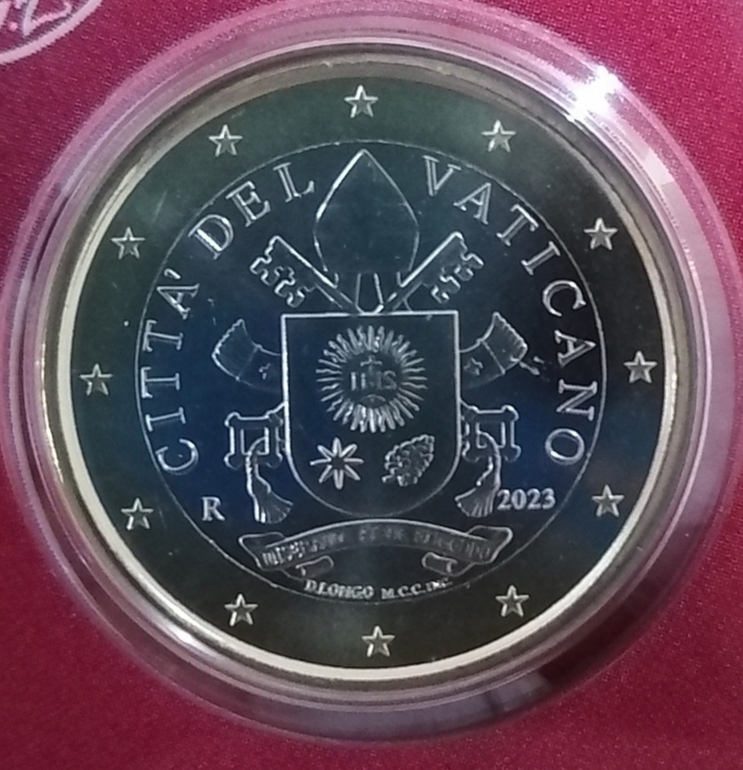 CITTA' DEL VATICANO
IHS
R 2023
D.LONGO M.C.C. INC.